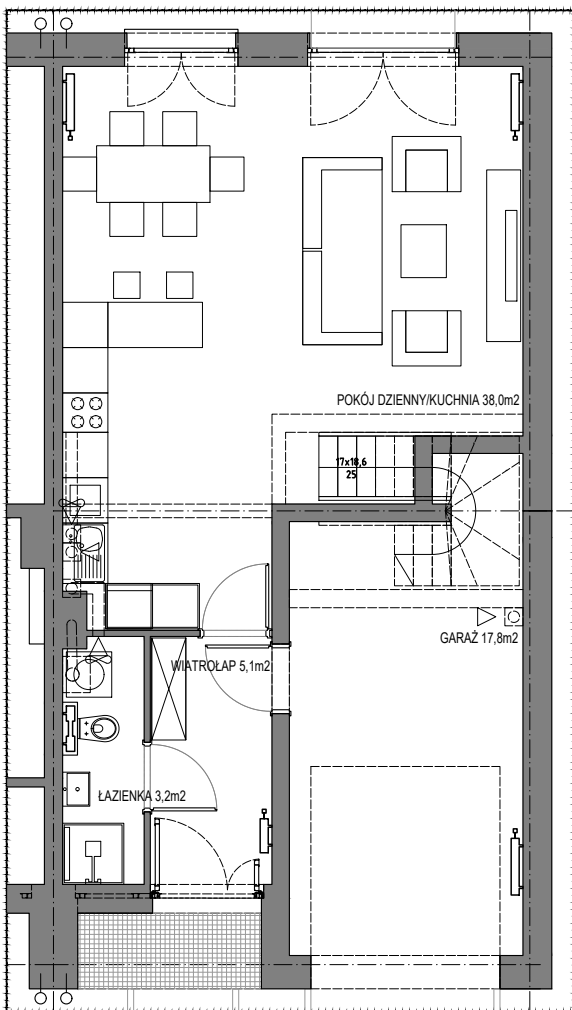 POKÓJ DZIENNY/KUCHNIA 38,0m2
17x18,6
25
GARAŻ 17,8m2
WIATROŁAP 5,1m2
ŁAZIENKA 3,2m2